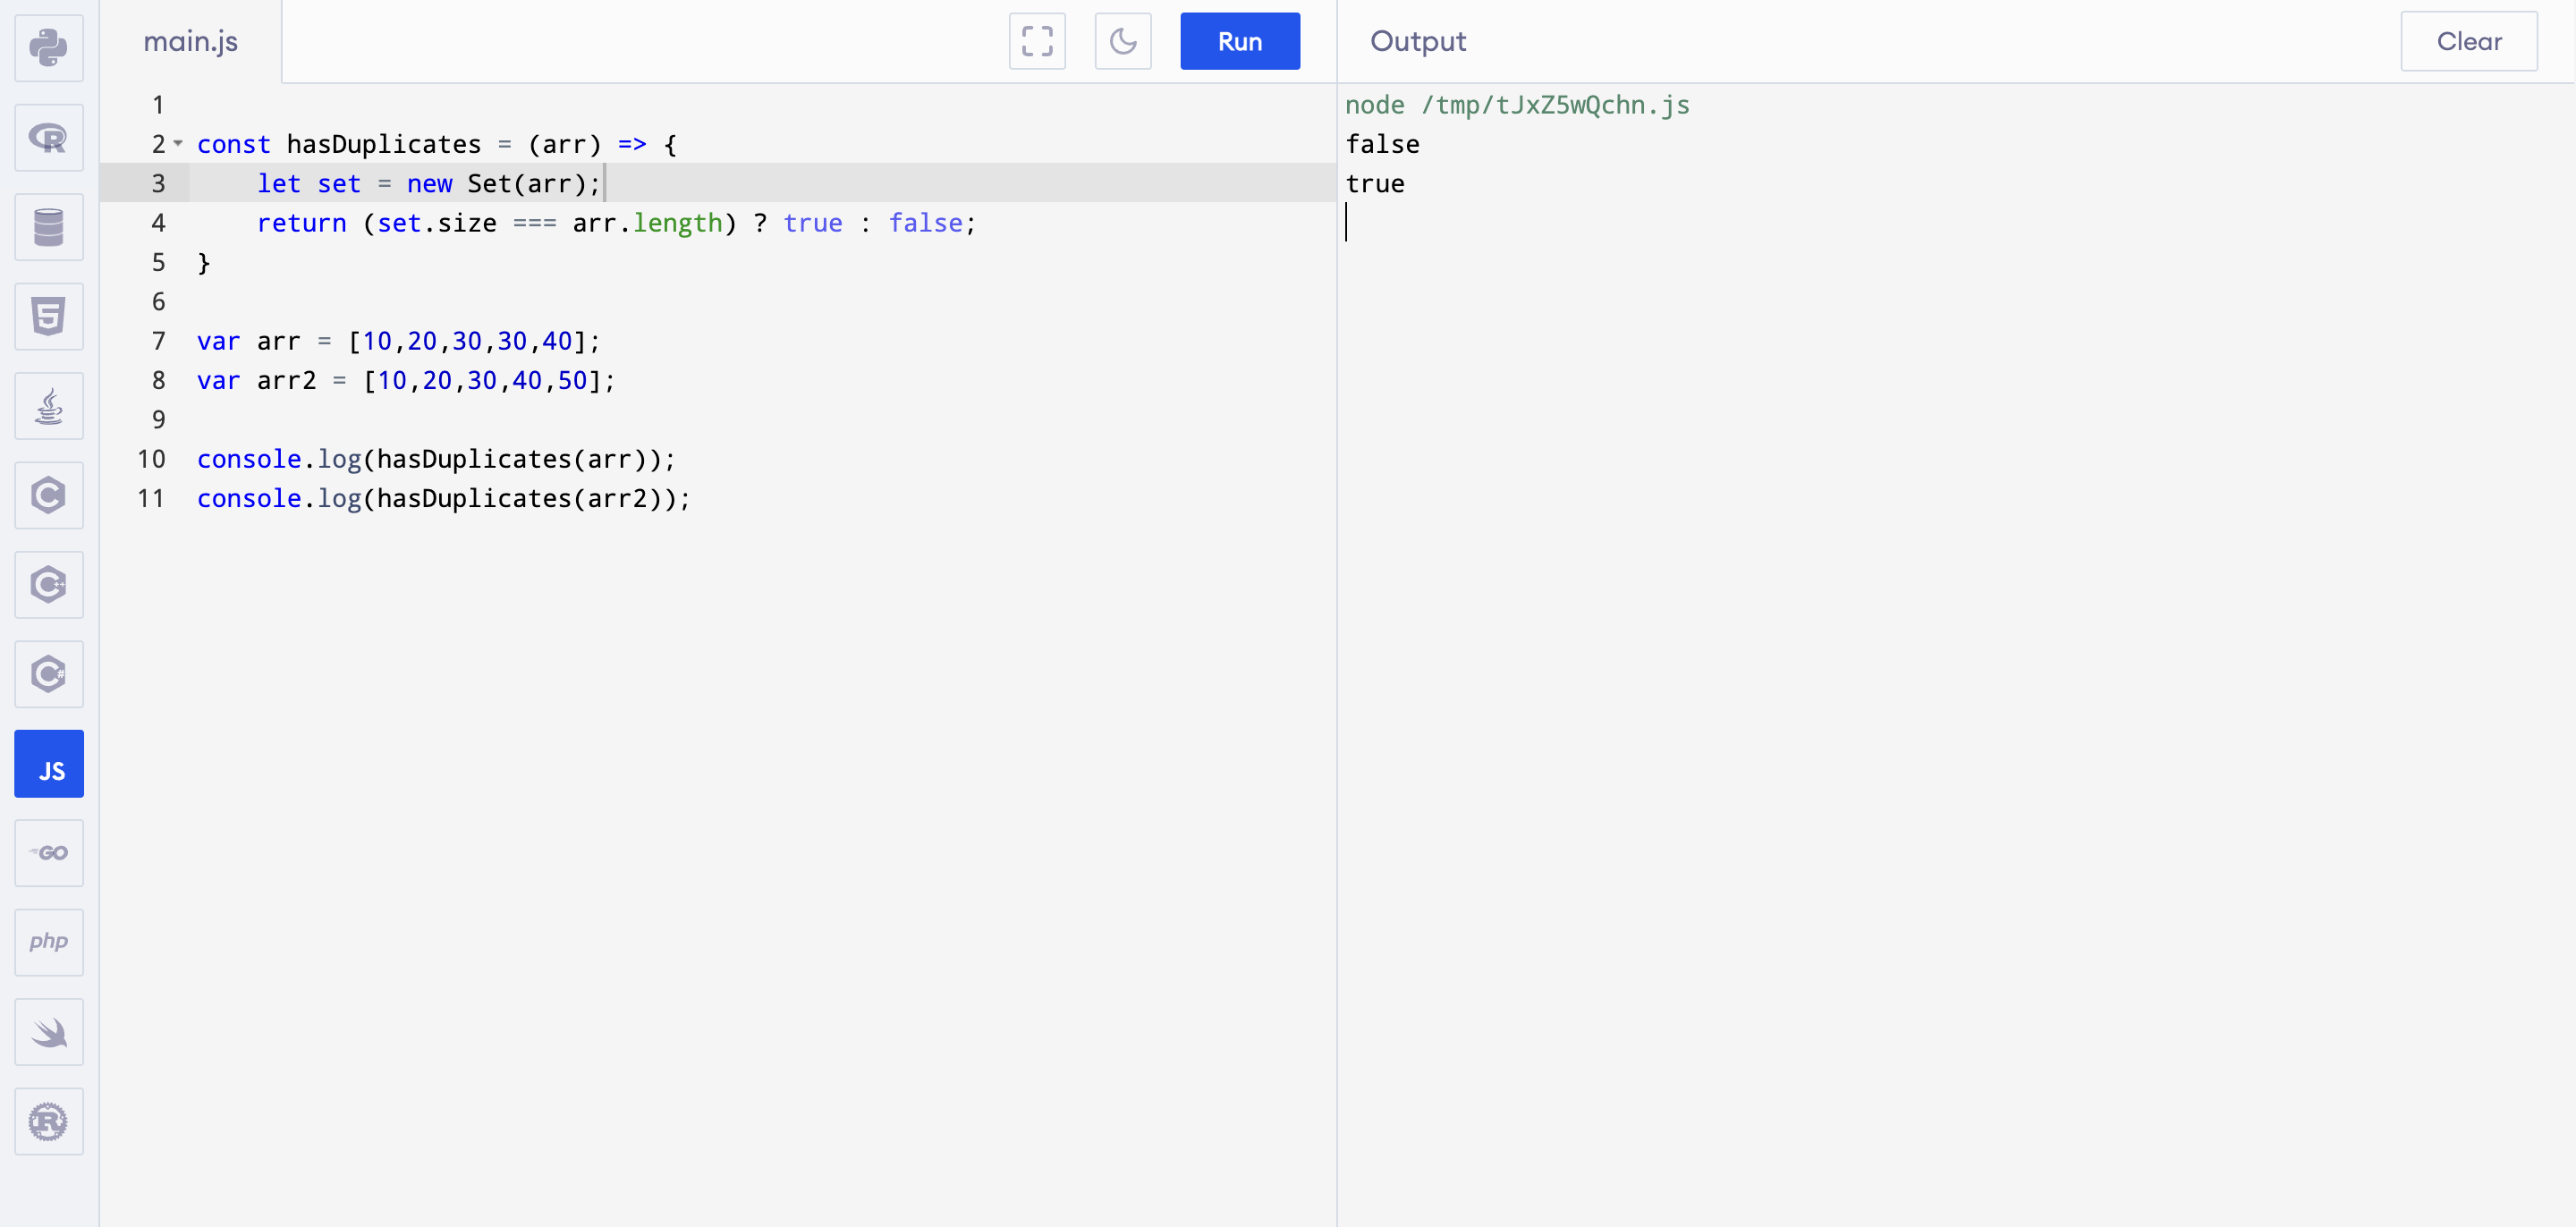 main.js
Run
Output
Clear
1
2 const hasDuplicates = (arr) => {
3     let set = new Set(arr);
4     return (set.size === arr.length) ? true : false;
5 }
6
7 var arr = [10,20,30,30,40];
8 var arr2 = [10,20,30,40,50];
9
10 console.log(hasDuplicates(arr));
11 console.log(hasDuplicates(arr2));
node /tmp/tJxZ5wQchn.js
false
true
R
5
C
C++
C#
JS
GO
php
R